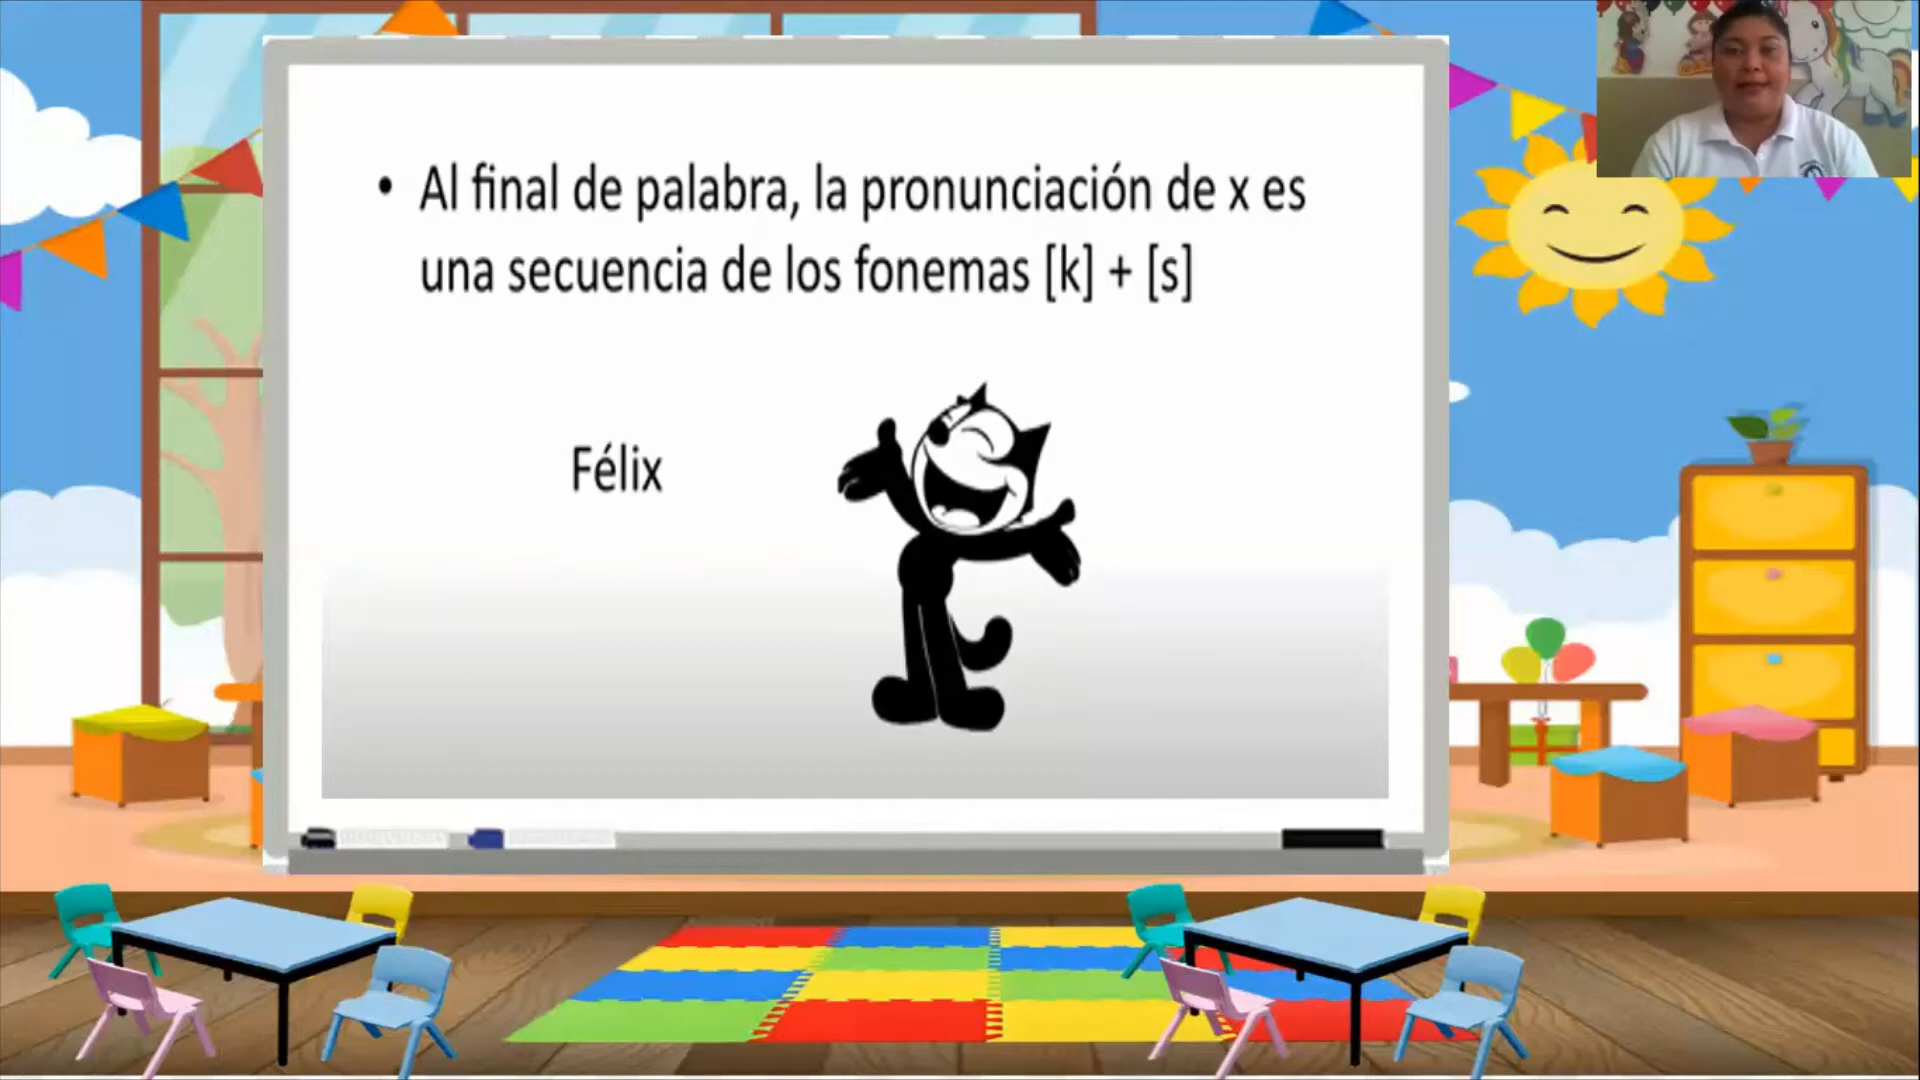 • Al final de palabra, la pronunciación de x es
una secuencia de los fonemas [k] + [s]
Félix